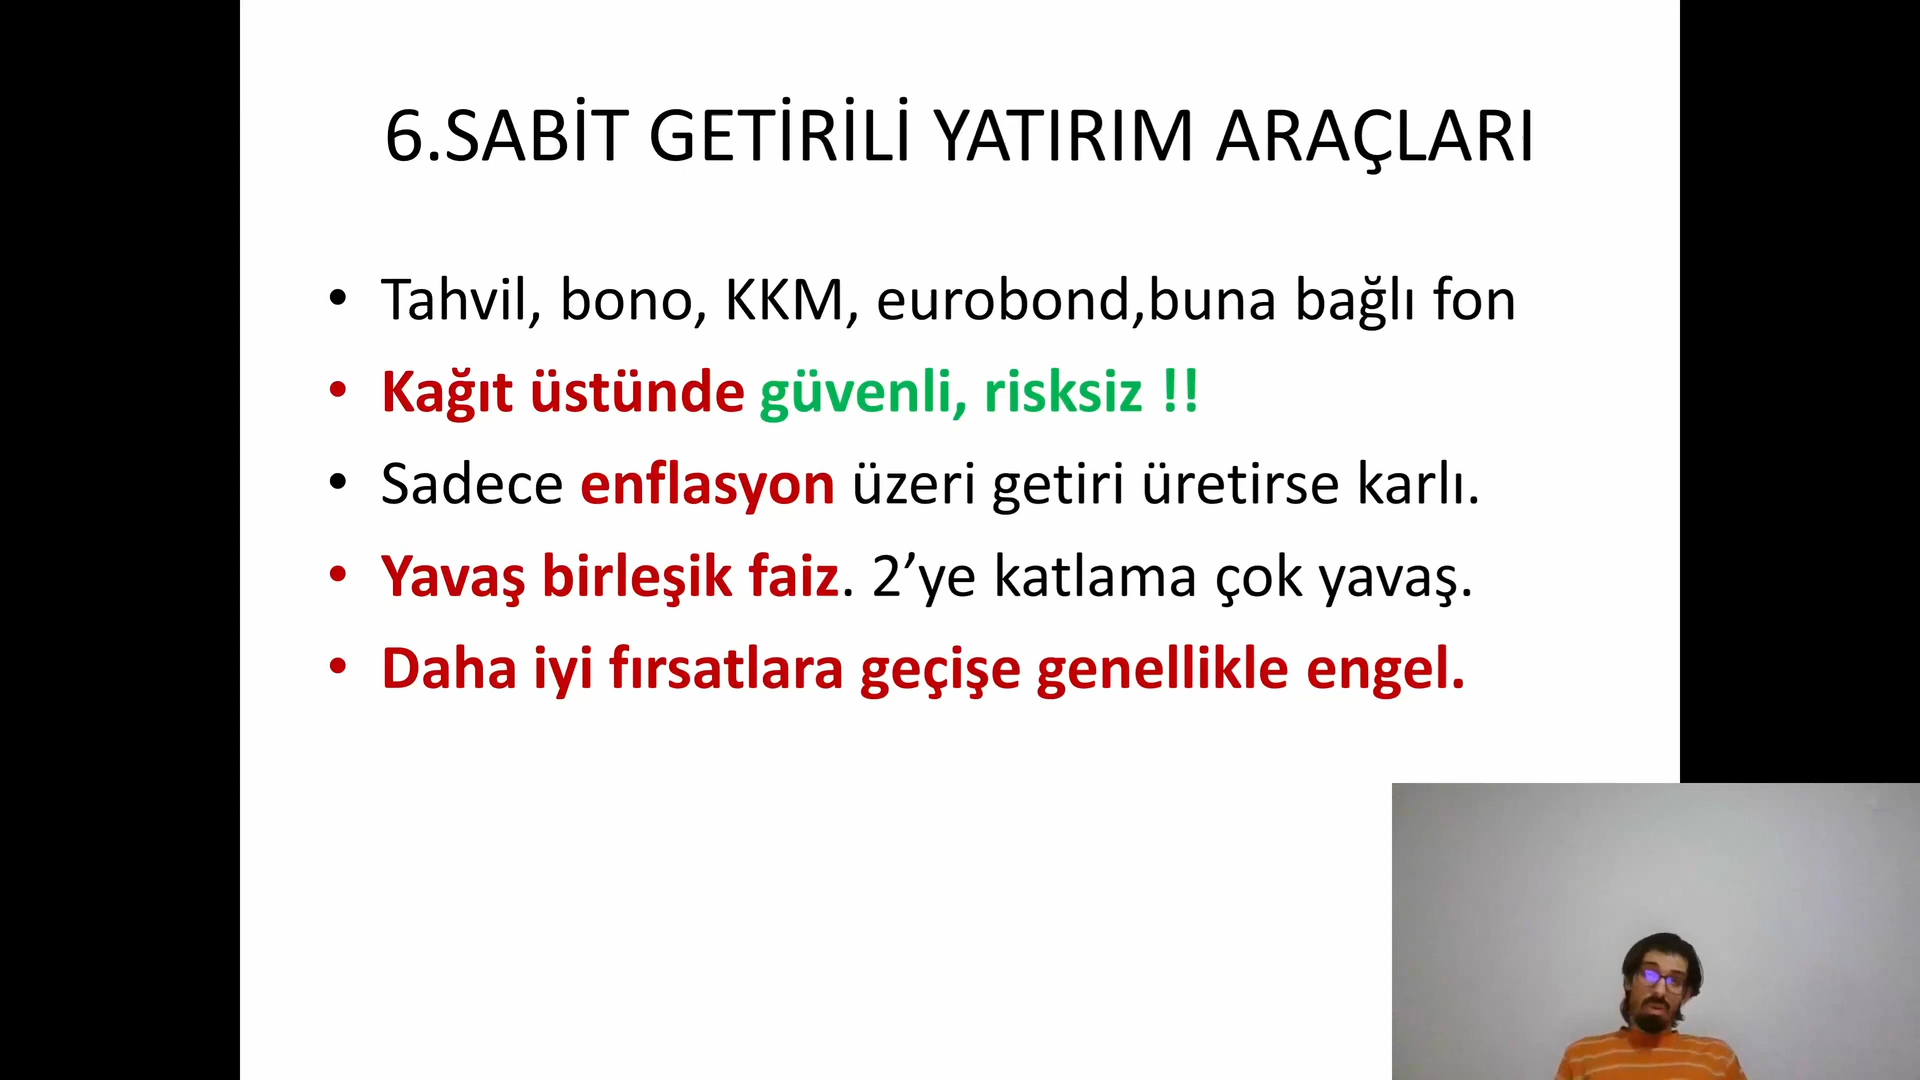 6.SABİT GETİRİLİ YATIRIM ARAÇLARI
• Tahvil, bono, KKM, eurobond,buna bağlı fon
• Kağıt üstünde güvenli, risksiz !!
• Sadece enflasyon üzeri getiri üretirse karlı.
• Yavaş birleşik faiz. 2’ye katlama çok yavaş.
• Daha iyi fırsatlara geçişe genellikle engel.